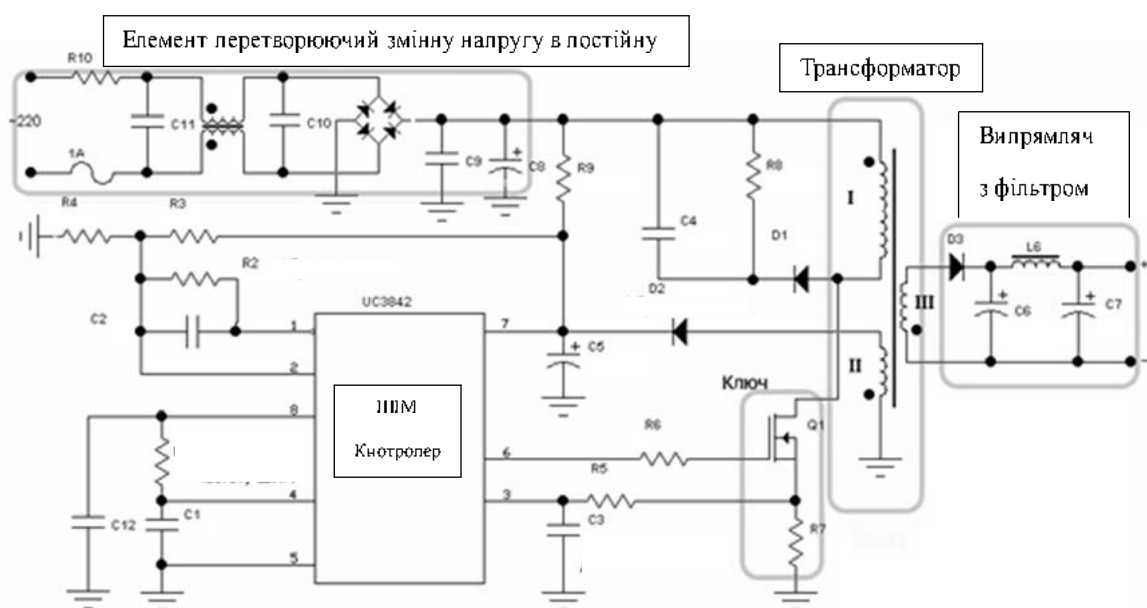 Елемент перетворюючий змінну напругу в постійну
Трансформатор
Випрямляч
з фільтром
R10
~220
C11
C10
C9
+
C8
1A
R4
R3
R9
R8
C4
D1
I
D3
L6
+
R2
D2
III
+
C6
+
C7
UC3842
C2
1
7
+
C5
II
-
2
Ключ
8
ШІМ
Кнотролер
R6
Q1
6
R5
4
3
C12
C1
C3
R7
5